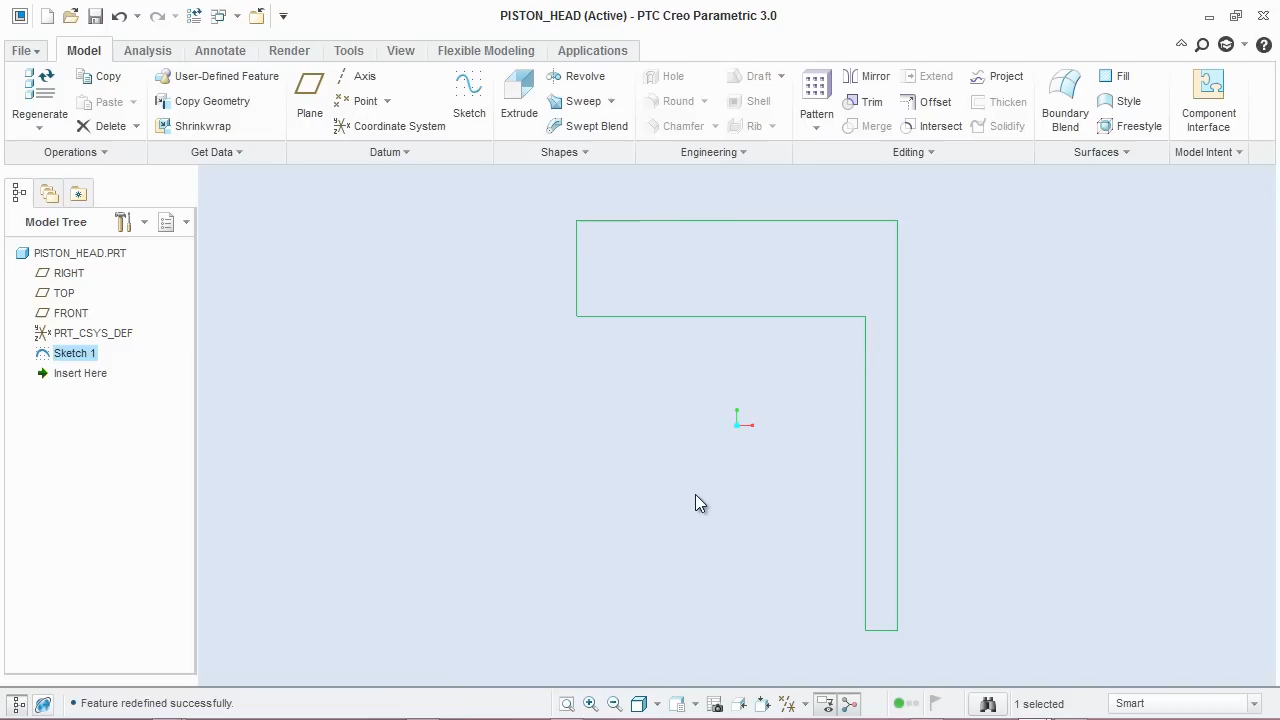 PISTON_HEAD (Active) - PTC Creo Parametric 3.0
File Model Analysis Annotate Render Tools View Flexible Modeling Applications
Regenerate
Copy
Paste
Delete
Operations
User-Defined Feature
Copy Geometry
Shrinkwrap
Get Data
Plane
Axis
Point
Coordinate System
Sketch
Datum
Extrude
Revolve
Sweep
Swept Blend
Shapes
Hole
Round
Chamfer
Draft
Shell
Rib
Engineering
Pattern
Mirror
Trim
Merge
Extend
Offset
Intersect
Project
Thicken
Solidify
Editing
Boundary
Blend
Fill
Style
Freestyle
Surfaces
Component
Interface
Model Intent
Model Tree
PISTON_HEAD.PRT
RIGHT
TOP
FRONT
PRT_CSYS_DEF
Sketch 1
Insert Here
• Feature redefined successfully.
1 selected
Smart